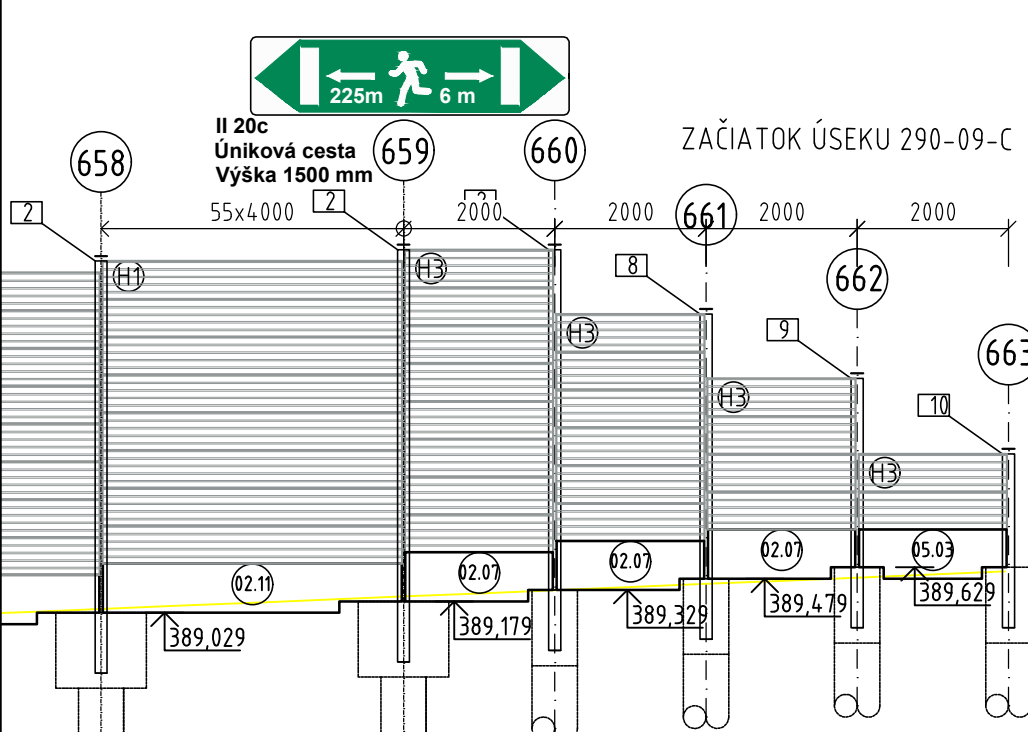 225m 6 m
II 20c
Úniková cesta
Výška 1500 mm
ZAČIATOK ÚSEKU 290-09-C
658
659
660
661
662
663
55x4000
2000
2000
2000
2000
2
2
8
9
10
H1
H3
H3
H3
H3
02.11
02.07
02.07
02.07
05.03
389,029
389,179
389,329
389,479
389,629